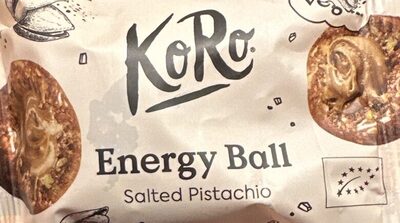 KoRo
Energy Ball
Salted Pistachio